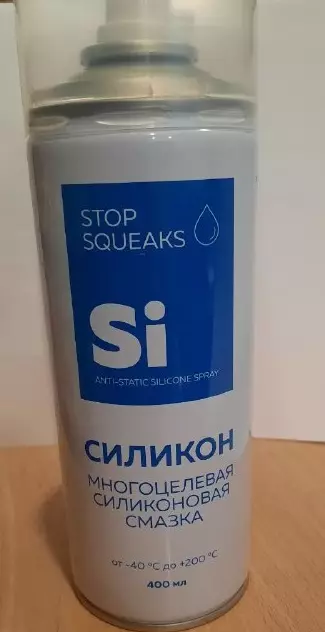 STOP
SQUEAKS
Si
ANTI-STATIC SILICONE SPRAY
СИЛИКОН
МНОГОЦЕЛЕВАЯ
СИЛИКОНОВАЯ
СМАЗКА
от -40 °C до +200 °C
400 мл